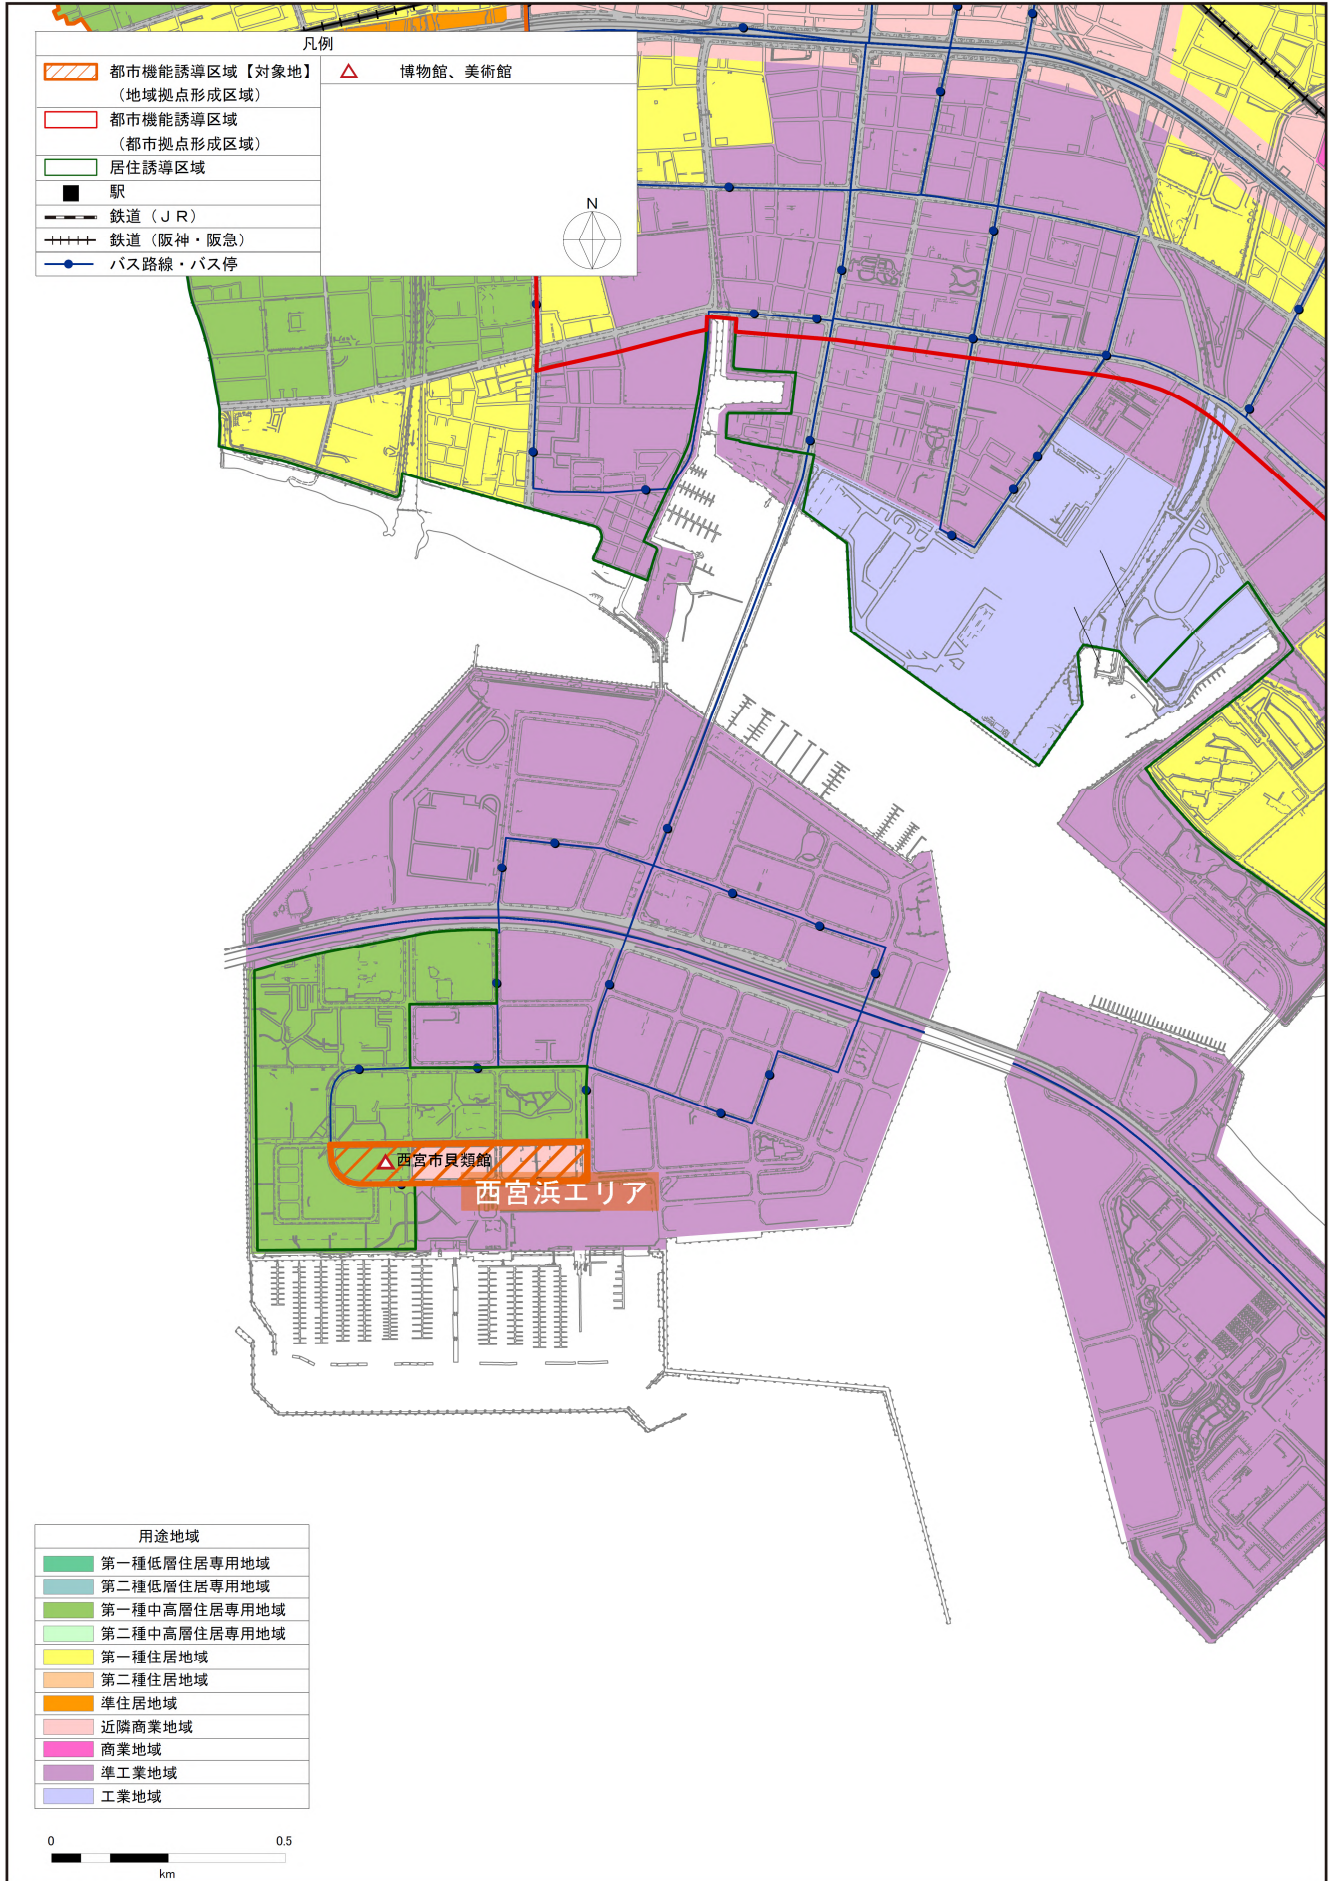 凡例
都市機能誘導区域【対象地】
（地域拠点形成区域）
都市機能誘導区域
（都市拠点形成区域）
居住誘導区域
駅
鉄道（ＪＲ）
鉄道（阪神・阪急）
バス路線・バス停
博物館、美術館
N
西宮市貝類館
西宮浜エリア
用途地域
第一種低層住居専用地域
第二種低層住居専用地域
第一種中高層住居専用地域
第二種中高層住居専用地域
第一種住居地域
第二種住居地域
準住居地域
近隣商業地域
商業地域
準工業地域
工業地域
0 0.5
km